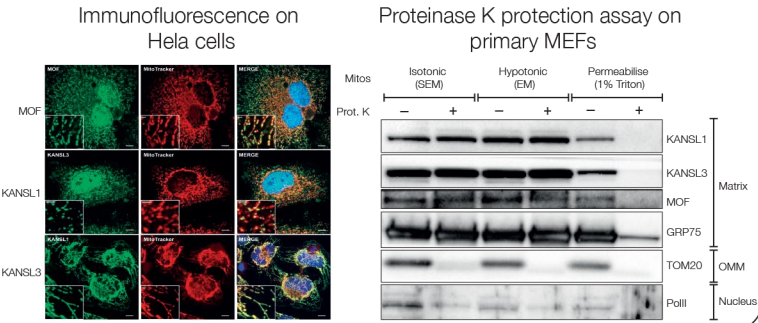 Immunofluorescence on
Hela cells
MOF
MitoTracker
MERGE
MOF
KANSL3
MitoTracker
MERGE
KANSL1
KANSL1
MitoTracker
MERGE
KANSL3
Proteinase K protection assay on
primary MEFs
Mitos
Isotonic
(SEM)
Hypotonic
(EM)
Permeabilise
(1% Triton)
Prot. K
– + – + – +
KANSL1
KANSL3
MOF
GRP75
Matrix
TOM20
OMM
PolII
Nucleus